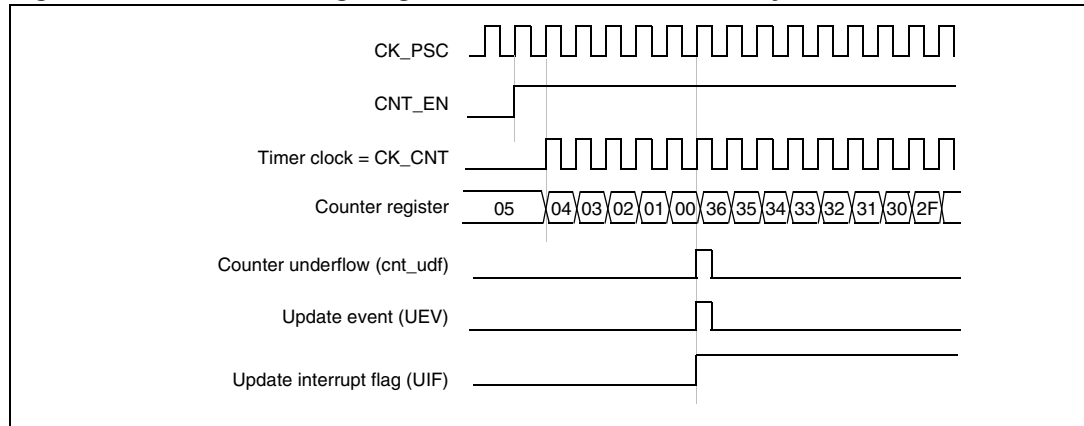 CK_PSC
CNT_EN
Timer clock = CK_CNT
Counter register 05 04 03 02 01 00 36 35 34 33 32 31 30 2F
Counter underflow (cnt_udf)
Update event (UEV)
Update interrupt flag (UIF)